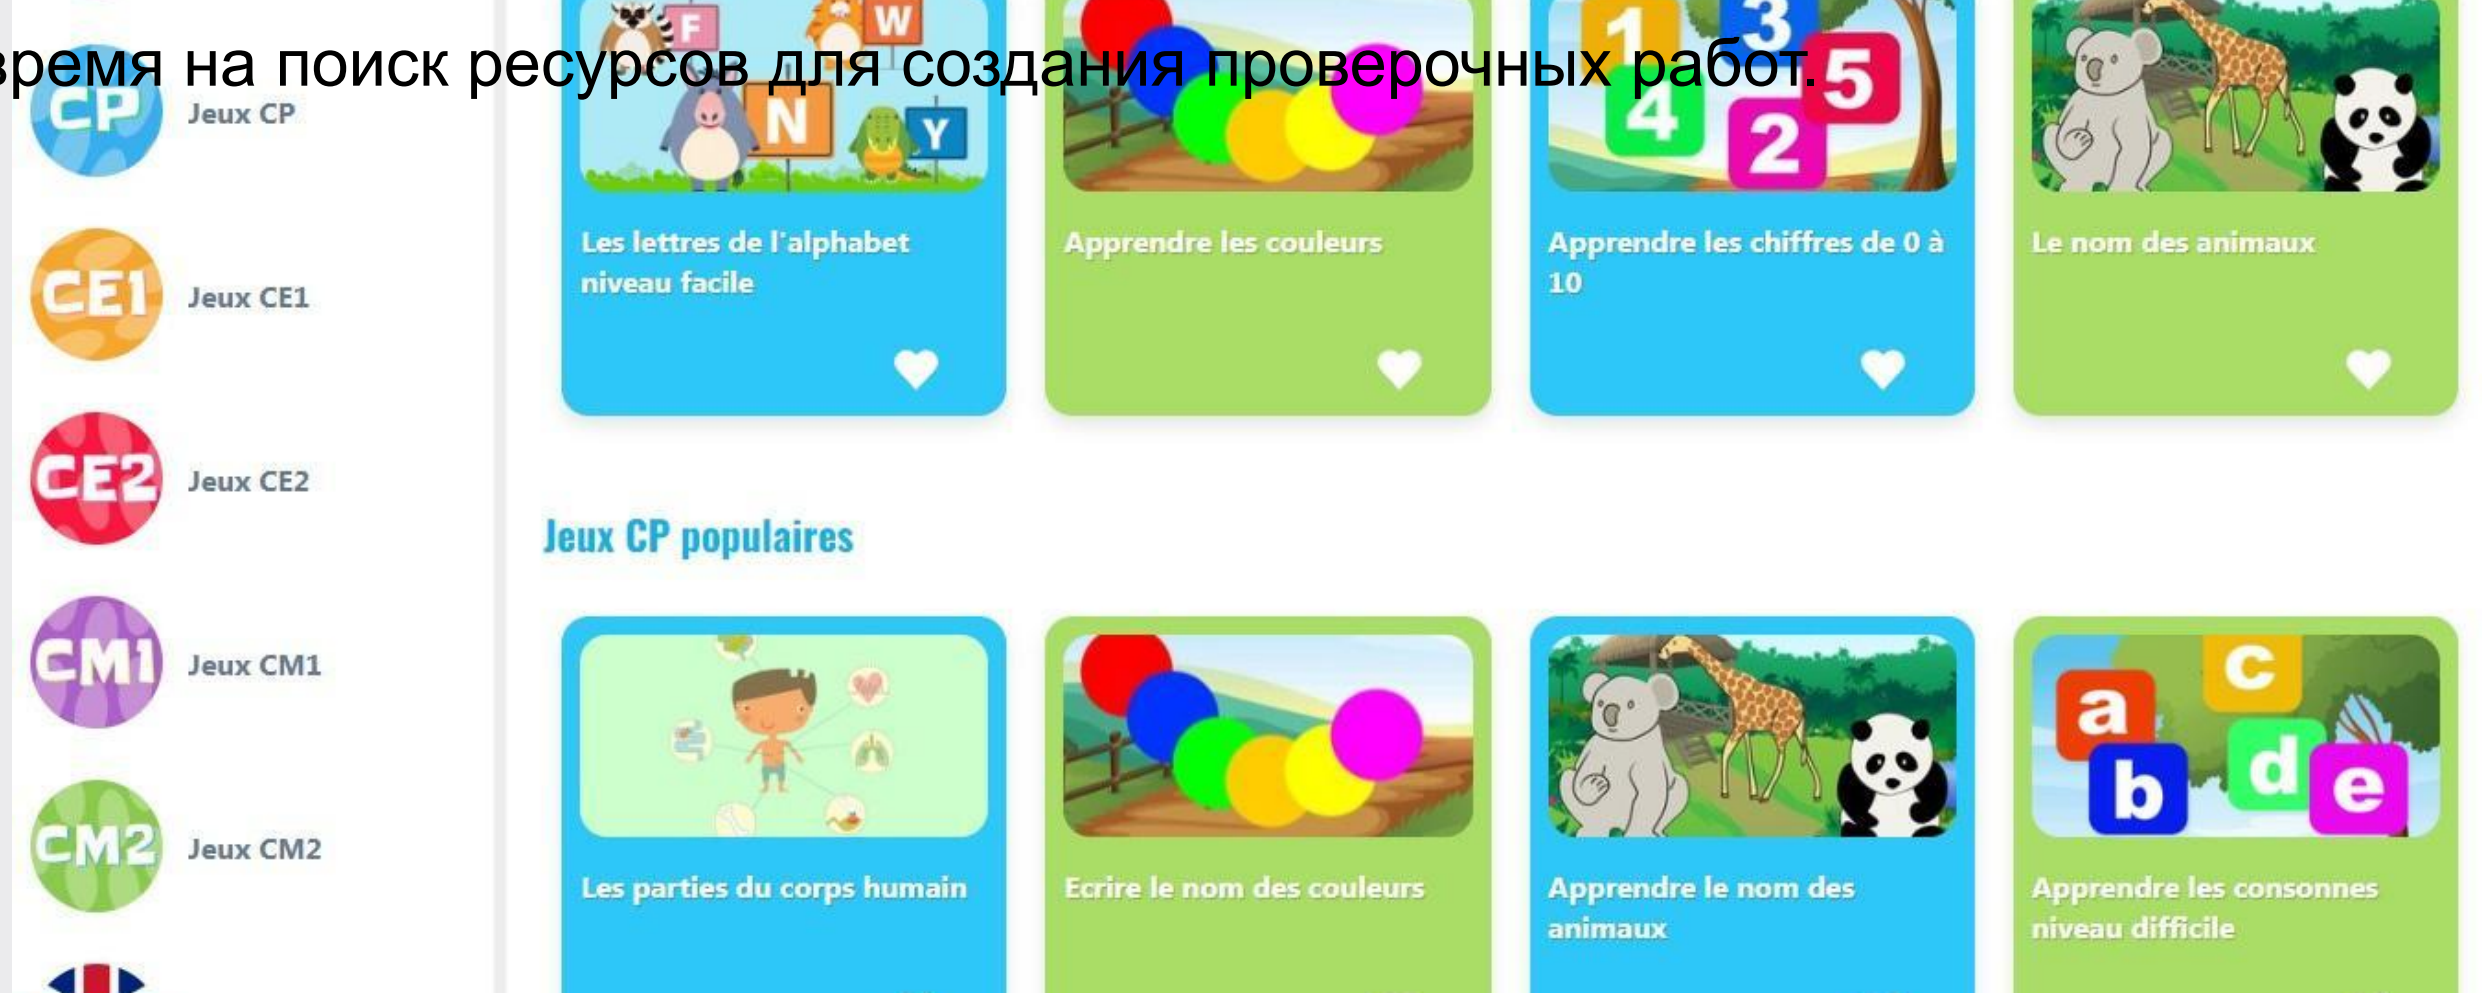 время на поиск ресурсов для создания проверочных работ.
CP
Jeux CP
CE1
Jeux CE1
CE2
Jeux CE2
CM1
Jeux CM1
CM2
Jeux CM2
F
W
N
Y
Les lettres de l'alphabet
niveau facile
Apprendre les couleurs
1
3
5
4
2
Apprendre les chiffres de 0 à
10
Le nom des animaux
Jeux CP populaires
Les parties du corps humain
Ecrire le nom des couleurs
Apprendre le nom des
animaux
c
a
d
e
b
Apprendre les consonnes
niveau difficile